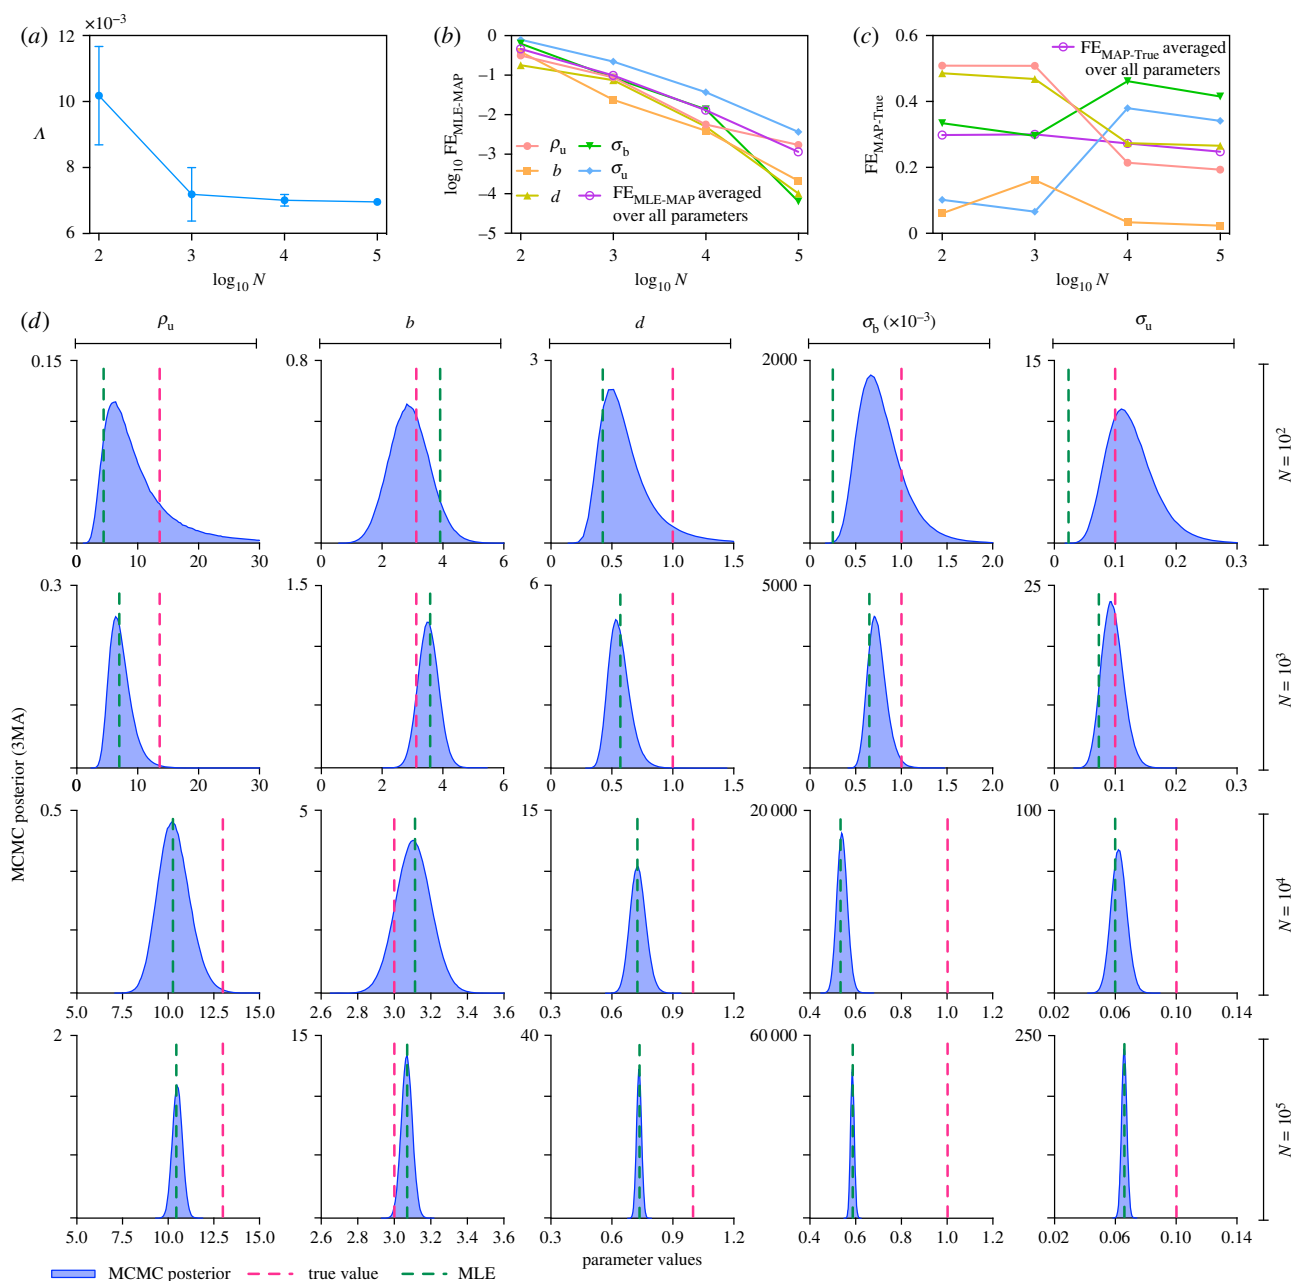 (a)
×10⁻³
12
10
Λ
8
6
2 3 4 5
log₁₀ N
(b)
0
−1
−2
−3
−4
−5
log₁₀ FE_MLE-MAP
ρ_u σ_b
b σ_u
d FE_MLE-MAP averaged
over all parameters
2 3 4 5
log₁₀ N
(c)
0.6
0.4
0.2
0
FE_MAP-True
FE_MAP-True averaged
over all parameters
2 3 4 5
log₁₀ N
(d)
ρ_u b d σ_b (×10⁻³) σ_u
0.15 0.8 3 2000 15
N = 10²
0 10 20 30 0 2 4 6 0 0.5 1.0 1.5 0 0.5 1.0 1.5 2.0 0 0.1 0.2 0.3
0.3 1.5 6 5000 25
N = 10³
0 10 20 30 0 2 4 6 0 0.5 1.0 1.5 0 0.5 1.0 1.5 2.0 0 0.1 0.2 0.3
MCMC posterior (3MA)
0.5 5 15 20 000 100
N = 10⁴
5.0 7.5 10.0 12.5 15.0 2.6 2.8 3.0 3.2 3.4 3.6 0.3 0.6 0.9 1.2 0.4 0.6 0.8 1.0 1.2 0.02 0.06 0.10 0.14
2 15 40 60 000 250
N = 10⁵
5.0 7.5 10.0 12.5 15.0 2.6 2.8 3.0 3.2 3.4 3.6 0.3 0.6 0.9 1.2 0.4 0.6 0.8 1.0 1.2 0.02 0.06 0.10 0.14
parameter values
MCMC posterior true value MLE